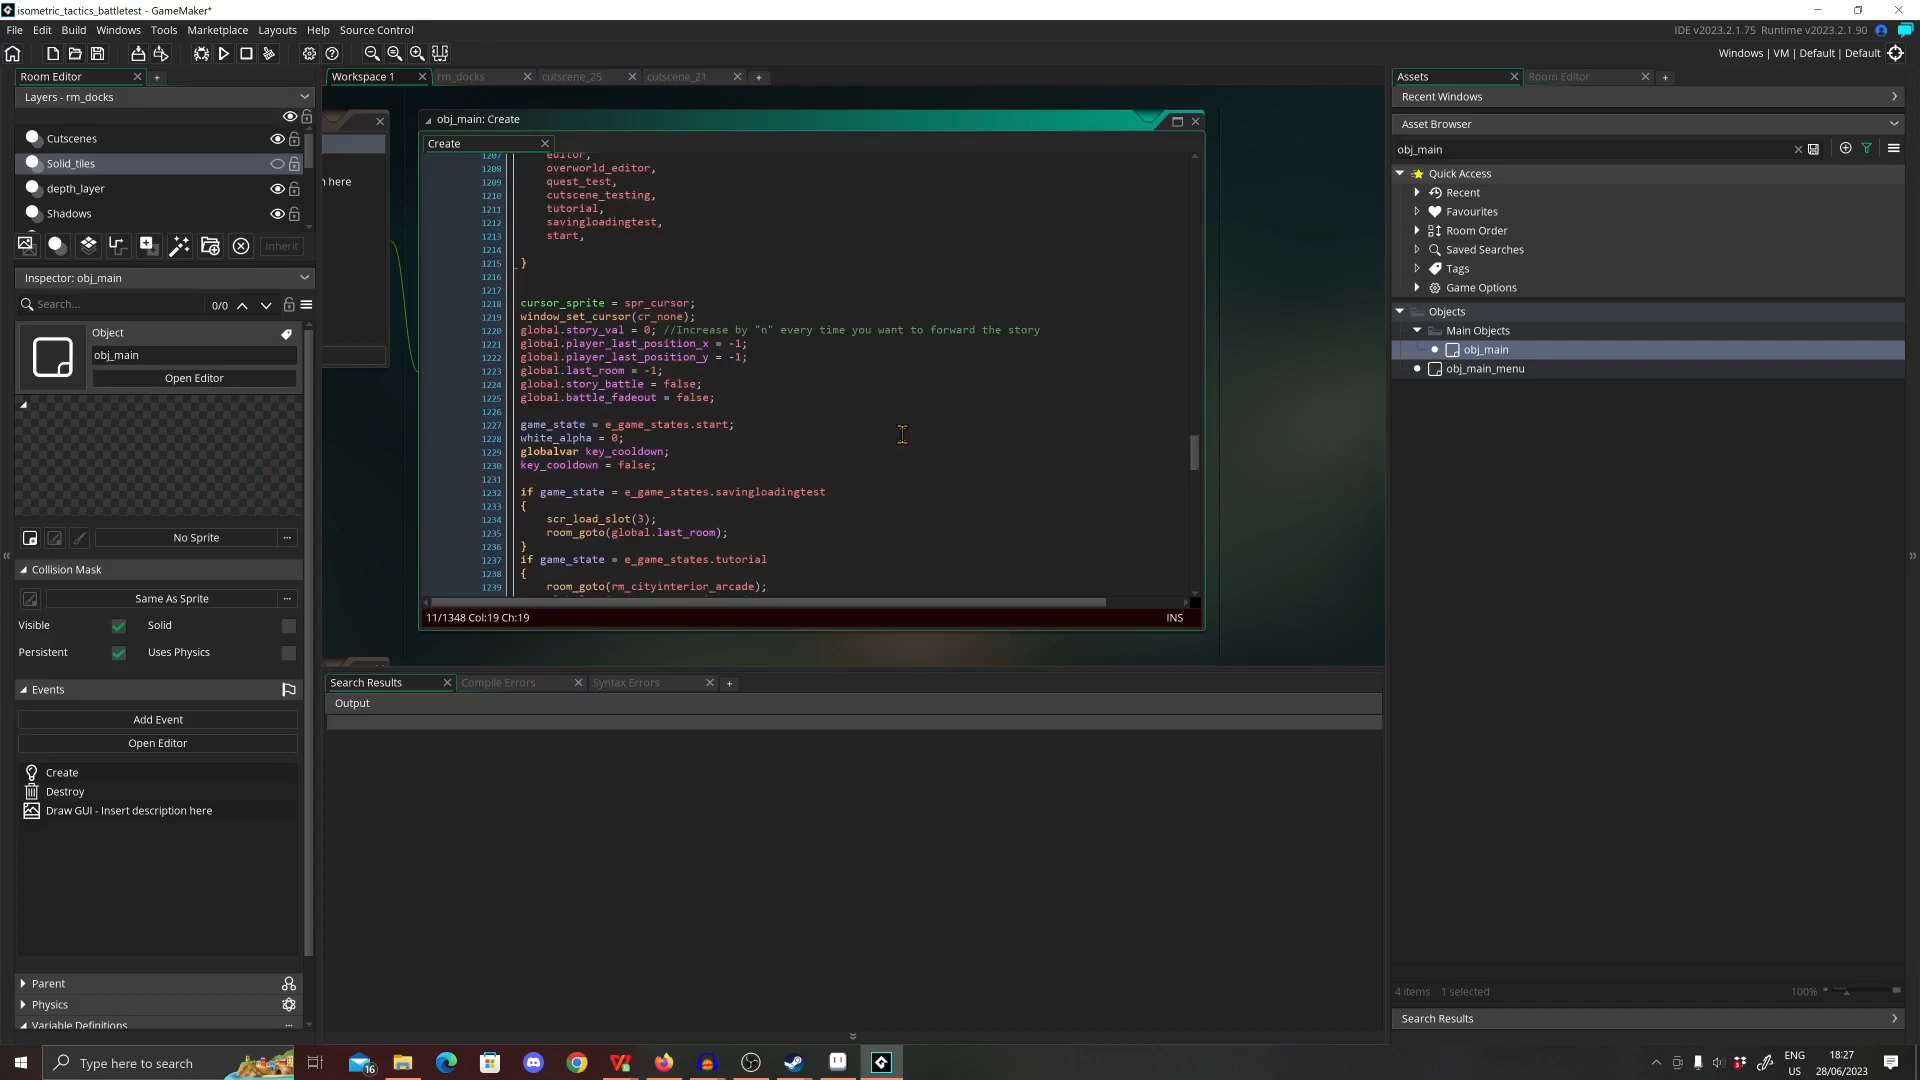 isometric_tactics_battletest - GameMaker*
File Edit Build Windows Tools Marketplace Layouts Help Source Control
IDE v2023.2.1.75 Runtime v2023.2.1.90
Windows | VM | Default | Default
Room Editor
Layers - rm_docks
Cutscenes
Solid_tiles
depth_layer
Shadows
Inherit
Inspector: obj_main
Search...
0/0
Object
obj_main
Open Editor
No Sprite
Collision Mask
Same As Sprite
Visible
Solid
Persistent
Uses Physics
Events
Add Event
Open Editor
Create
Destroy
Draw GUI - Insert description here
Parent
Physics
Variable Definitions
Workspace 1
rm_docks
cutscene_25
cutscene_21
n here
obj_main: Create
Create
1207 editor,
1208 overworld_editor,
1209 quest_test,
1210 cutscene_testing,
1211 tutorial,
1212 savingloadingtest,
1213 start,
1214
1215 }
1216
1217
1218 cursor_sprite = spr_cursor;
1219 window_set_cursor(cr_none);
1220 global.story_val = 0; //Increase by "n" every time you want to forward the story
1221 global.player_last_position_x = -1;
1222 global.player_last_position_y = -1;
1223 global.last_room = -1;
1224 global.story_battle = false;
1225 global.battle_fadeout = false;
1226
1227 game_state = e_game_states.start;
1228 white_alpha = 0;
1229 globalvar key_cooldown;
1230 key_cooldown = false;
1231
1232 if game_state = e_game_states.savingloadingtest
1233 {
1234 scr_load_slot(3);
1235 room_goto(global.last_room);
1236 }
1237 if game_state = e_game_states.tutorial
1238 {
1239 room_goto(rm_cityinterior_arcade);
11/1348 Col:19 Ch:19
INS
Search Results
Compile Errors
Syntax Errors
Output
Assets
Room Editor
Recent Windows
Asset Browser
obj_main
Quick Access
Recent
Favourites
Room Order
Saved Searches
Tags
Game Options
Objects
Main Objects
obj_main
obj_main_menu
4 items 1 selected
100%
Search Results
Type here to search
16
ENG
US
18:27
28/06/2023